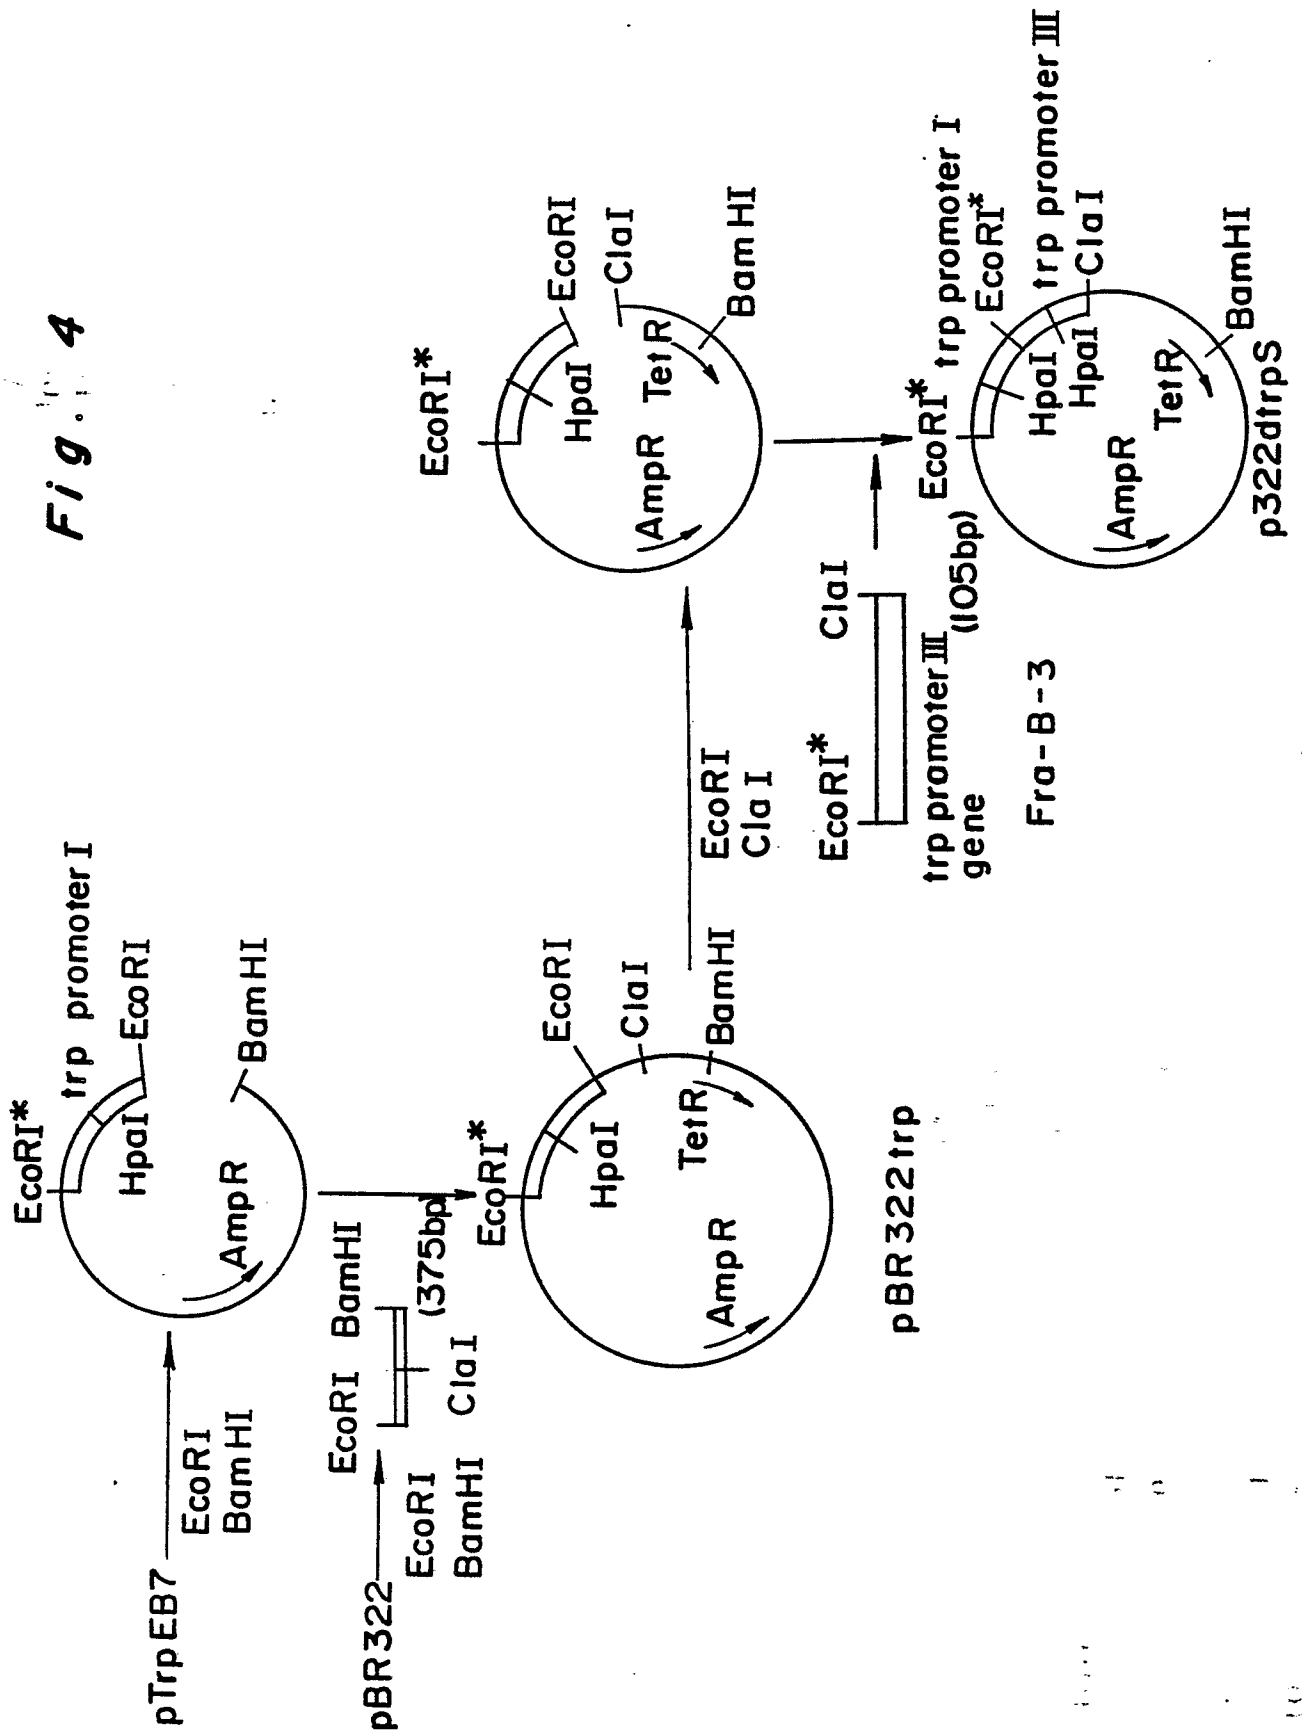 Fig. 4
pTrpEB7
EcoRI
BamHI
EcoRI*
trp promoter I
HpaI
EcoRI
BamHI
AmpR
pBR322
EcoRI
BamHI
EcoRI
BamHI
ClaI
(375bp)
EcoRI*
HpaI
EcoRI
ClaI
BamHI
TetR
AmpR
pBR322trp
EcoRI
ClaI
EcoRI*
HpaI
EcoRI
ClaI
BamHI
TetR
AmpR
EcoRI*
ClaI
trp promoter III
gene
(105bp)
Fra-B-3
EcoRI*
trp promoter I
EcoRI*
trp promoter III
HpaI
HpaI
ClaI
BamHI
TetR
AmpR
p322dtrpS